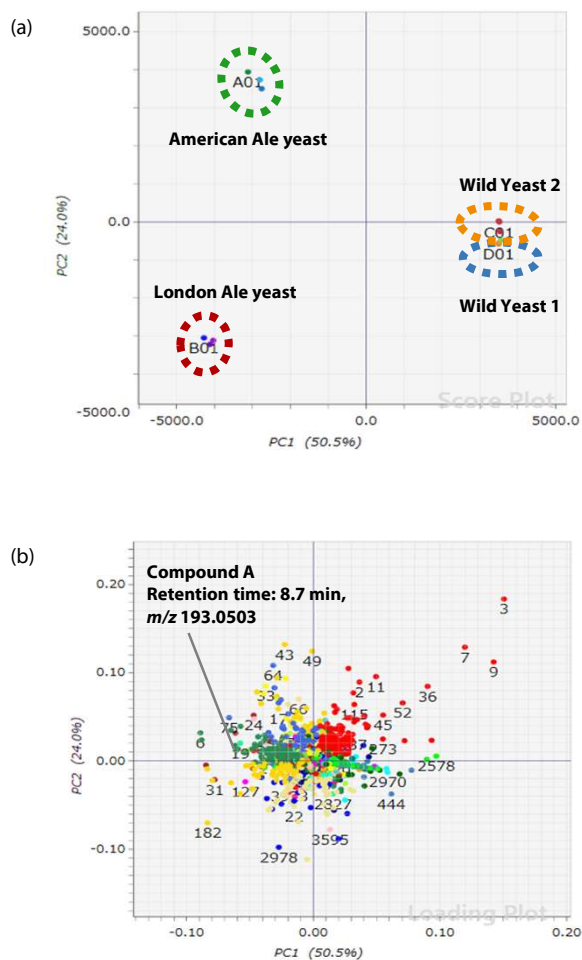 (a)
5000.0
A01
American Ale yeast
Wild Yeast 2
0.0
C01
D01
PC2 (24.0%)
London Ale yeast
Wild Yeast 1
B01
-5000.0
Score Plot
-5000.0 0.0 5000.0
PC1 (50.5%)
(b)
0.20
Compound A
Retention time: 8.7 min,
m/z 193.0503
3
43
49
7
9
0.10
64
2 11 36
33
66
52
75 24 15 45
6
273
2578
0.00
PC2 (24.0%)
2970
31 127
444
22 2827
182
3595
2978
-0.10
Loading Plot
-0.10 0.00 0.10 0.20
PC1 (50.5%)